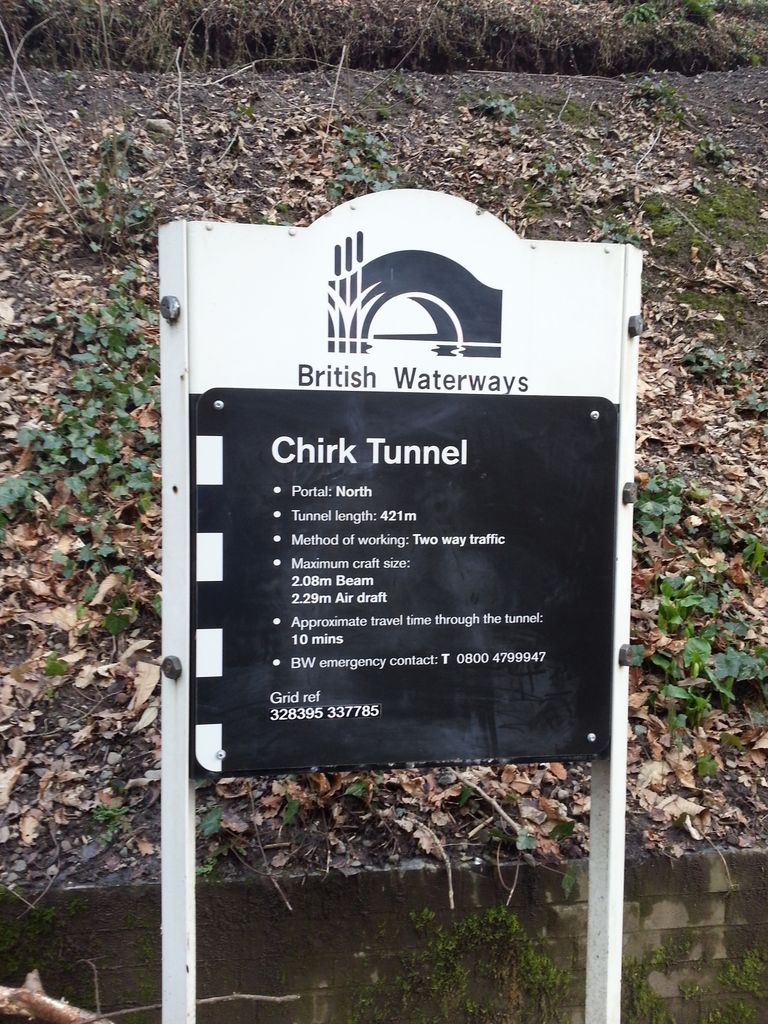 British Waterways
Chirk Tunnel
• Portal: North
• Tunnel length: 421m
• Method of working: Two way traffic
• Maximum craft size:
2.08m Beam
2.29m Air draft
• Approximate travel time through the tunnel:
10 mins
• BW emergency contact: T 0800 4799947
Grid ref
328395 337785